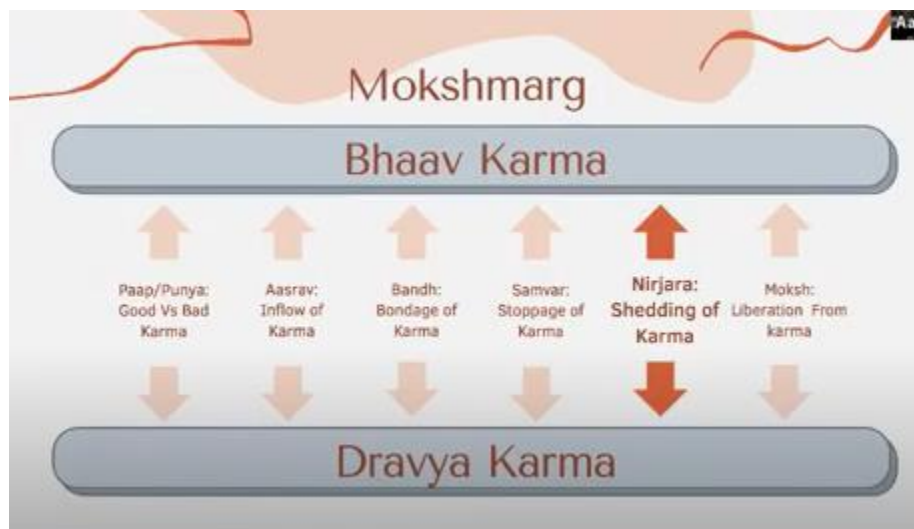 Aa
Mokshmarg
Bhaav Karma
Paap/Punya:
Good Vs Bad
Karma
Aasrav:
Inflow of
Karma
Bandh:
Bondage of
Karma
Samvar:
Stoppage of
Karma
Nirjara:
Shedding of
Karma
Moksh:
Liberation From
karma
Dravya Karma